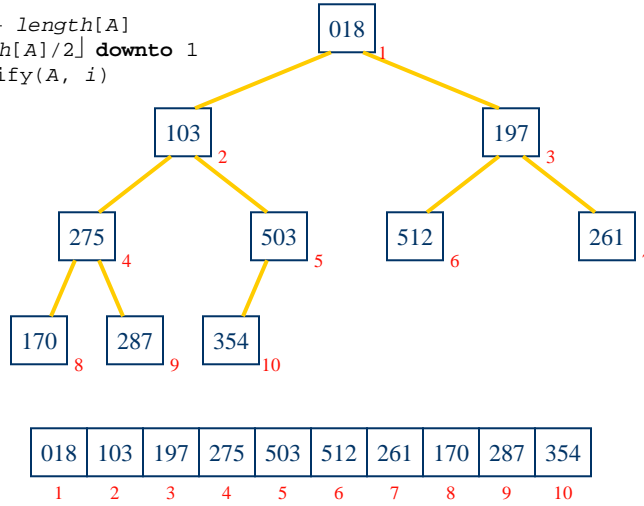 length[A]
h[A]/2⌋ downto 1
ify(A, i)
018
1
103 197
2 3
275 503 512 261
4 5 6
170 287 354
8 9 10
018 103 197 275 503 512 261 170 287 354
1 2 3 4 5 6 7 8 9 10